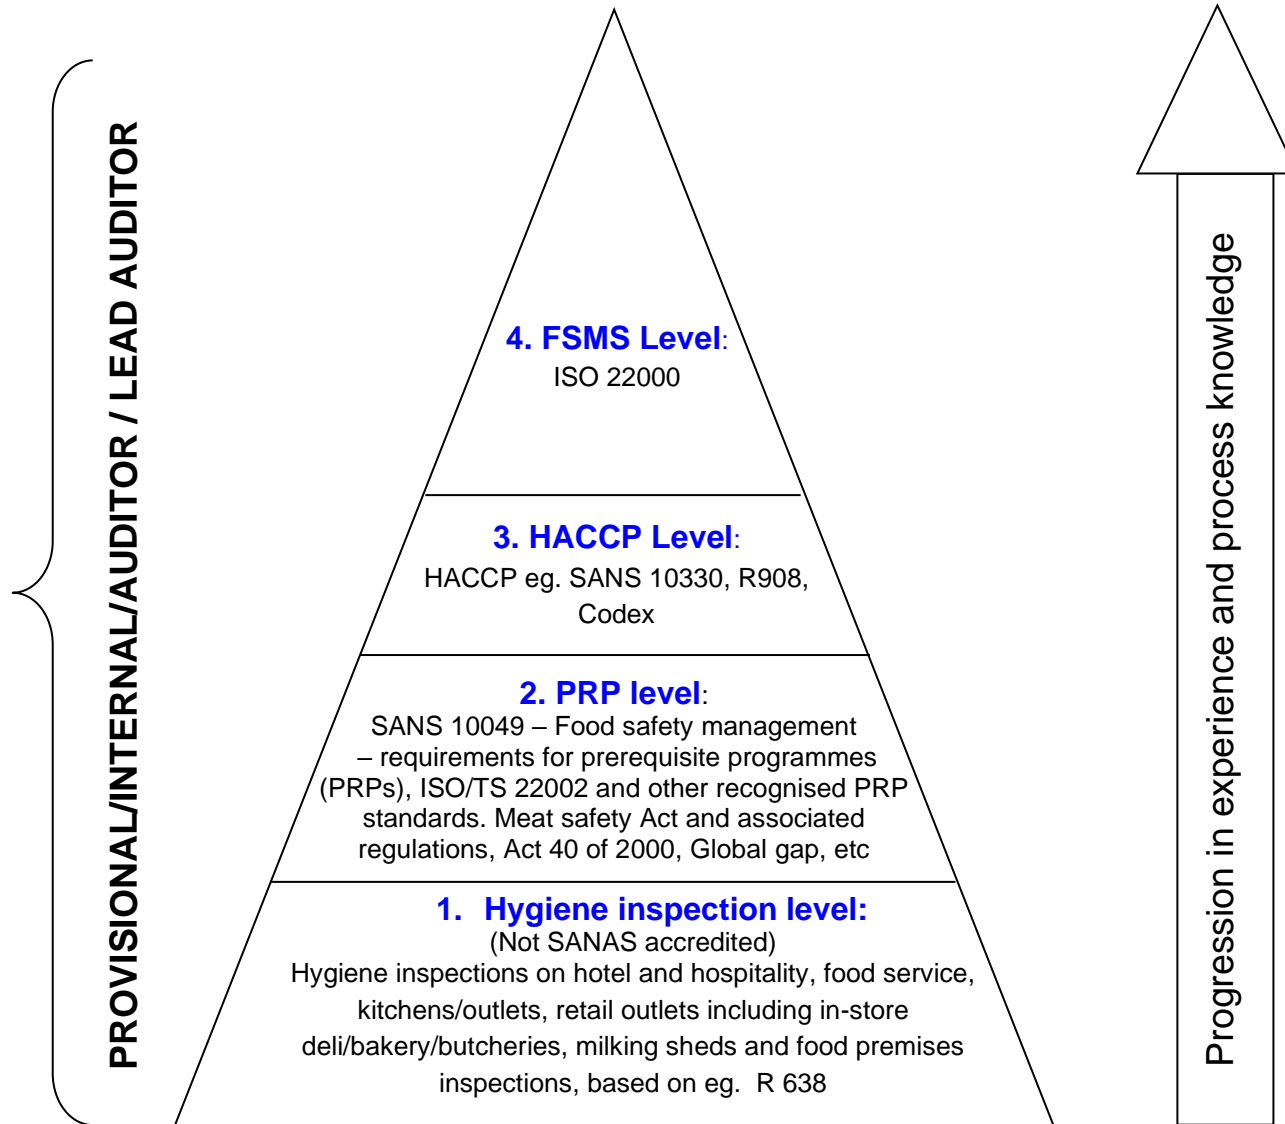 PROVISIONAL/INTERNAL/AUDITOR / LEAD AUDITOR
4. FSMS Level:
ISO 22000
3. HACCP Level:
HACCP eg. SANS 10330, R908,
Codex
2. PRP level:
SANS 10049 – Food safety management
– requirements for prerequisite programmes
(PRPs), ISO/TS 22002 and other recognised PRP
standards. Meat safety Act and associated
regulations, Act 40 of 2000, Global gap, etc
1. Hygiene inspection level:
(Not SANAS accredited)
Hygiene inspections on hotel and hospitality, food service,
kitchens/outlets, retail outlets including in-store
deli/bakery/butcheries, milking sheds and food premises
inspections, based on eg. R 638
Progression in experience and process knowledge